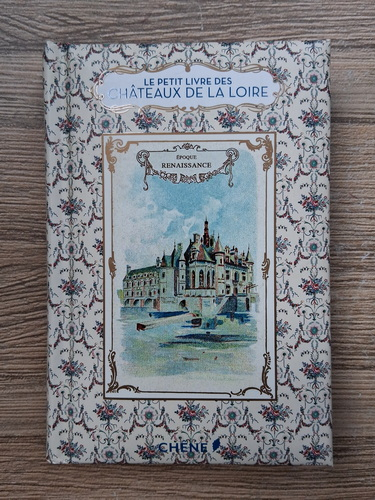 LE PETIT LIVRE DES
CHÂTEAUX DE LA LOIRE
ÉPOQUE
RENAISSANCE
CHÊNE